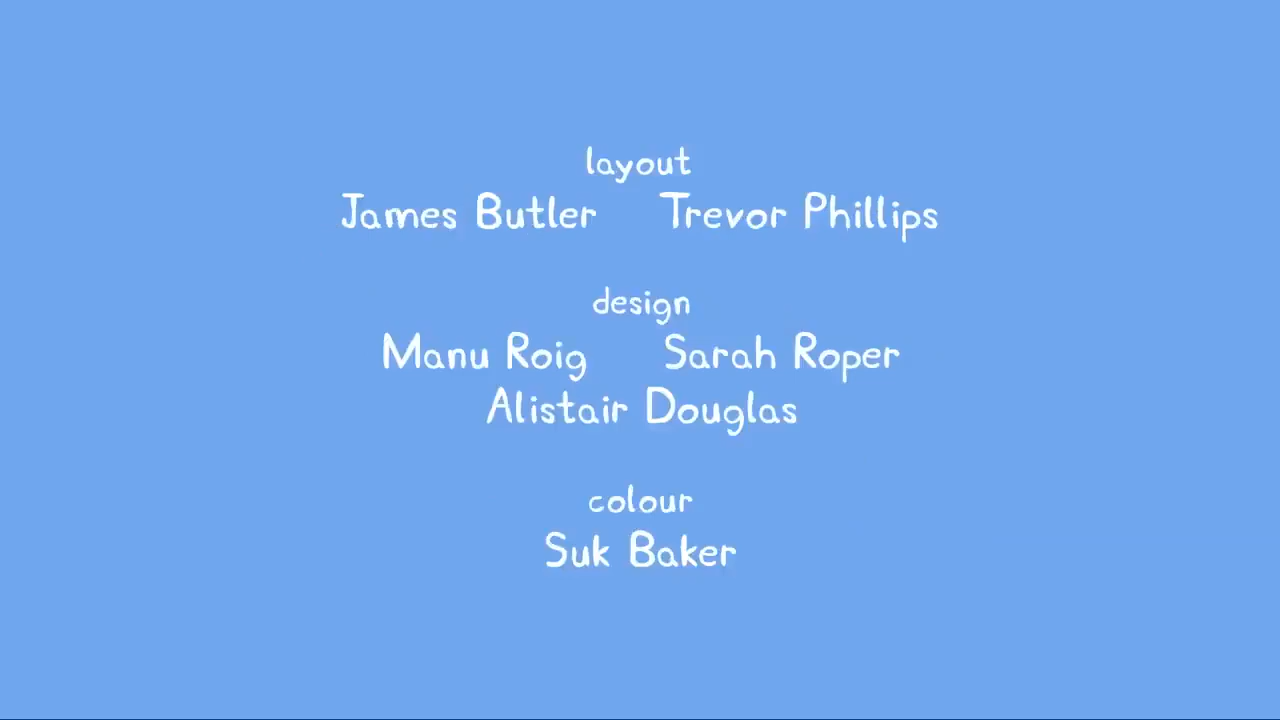 layout
James Butler Trevor Phillips
design
Manu Roig Sarah Roper
Alistair Douglas
colour
Suk Baker